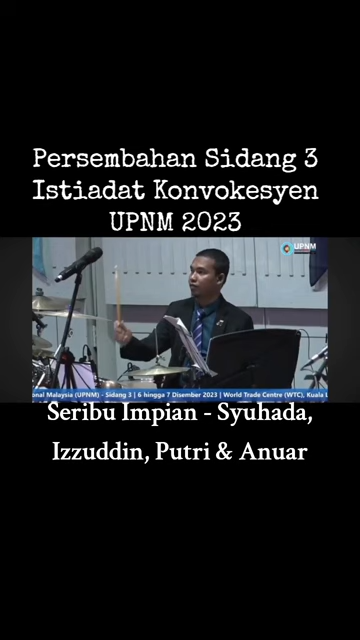 Persembahan Sidang 3
Istiadat Konvokesyen
UPNM 2023
UPNM
onal Malaysia (UPNM) - Sidang 3 | 6 hingga 7 Disember 2023 | World Trade Centre (WTC), Kuala L
Seribu Impian - Syuhada,
Izzuddin, Putri & Anuar